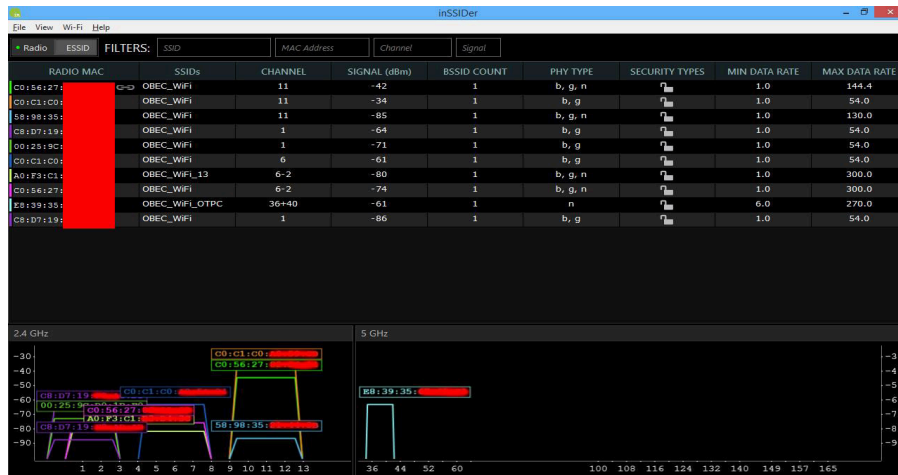 inSSIDer
File View Wi-Fi Help
Radio ESSID FILTERS: SSID MAC Address Channel Signal
RADIO MAC SSIDs CHANNEL SIGNAL (dBm) BSSID COUNT PHY TYPE SECURITY TYPES MIN DATA RATE MAX DATA RATE
C0:56:27: OBEC_WiFi 11 -42 1 b, g, n 1.0 144.4
C0:C1:C0: OBEC_WiFi 11 -34 1 b, g 1.0 54.0
58:98:35: OBEC_WiFi 11 -85 1 b, g, n 1.0 130.0
C8:D7:19: OBEC_WiFi 1 -64 1 b, g 1.0 54.0
00:25:9C: OBEC_WiFi 1 -71 1 b, g 1.0 54.0
C0:C1:C0: OBEC_WiFi 6 -61 1 b, g 1.0 54.0
A0:F3:C1: OBEC_WiFi_13 6-2 -80 1 b, g, n 1.0 300.0
C0:56:27: OBEC_WiFi 6-2 -74 1 b, g, n 1.0 300.0
E8:39:35: OBEC_WiFi_OTPC 36+40 -61 1 n 6.0 270.0
C8:D7:19: OBEC_WiFi 1 -86 1 b, g 1.0 54.0
2.4 GHz 5 GHz
-30
-40
-50
-60
-70
-80
-90
C0:C1:C0:
C0:56:27:
C0:C1:C0:
C8:D7:19
00:25:9
C0:56:27:
A0:F3:C1:
C8:D7:19
58:98:35:
1 2 3 4 5 6 7 8 9 10 11 12 13
E8:39:35:
36 44 52 60 100 108 116 124 132 140 149 157 165